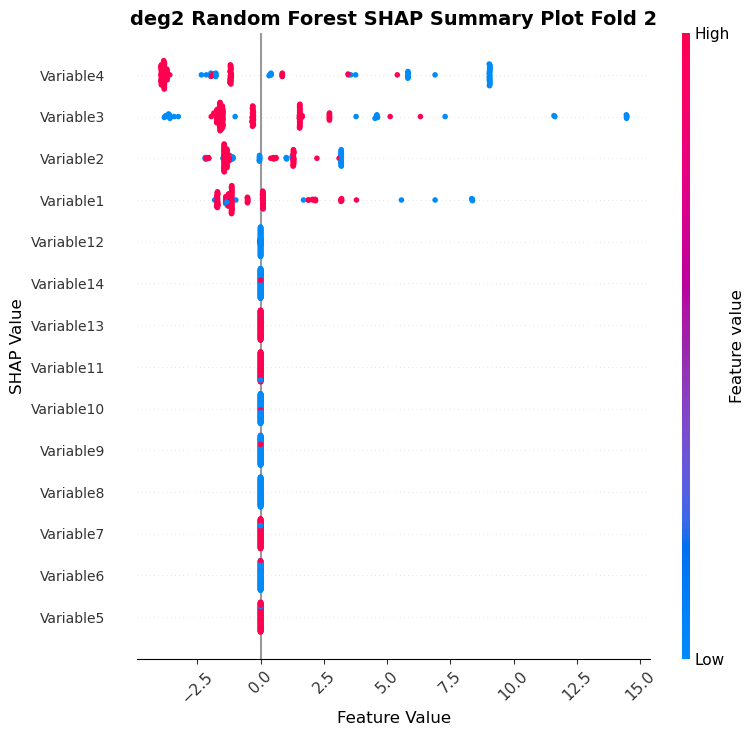 deg2 Random Forest SHAP Summary Plot Fold 2
High
Variable4
Variable3
Variable2
Variable1
Variable12
Variable14
Variable13
Variable11
Variable10
Variable9
Variable8
Variable7
Variable6
Variable5
SHAP Value
Feature value
Low
−2.5
0.0
2.5
5.0
7.5
10.0
12.5
15.0
Feature Value